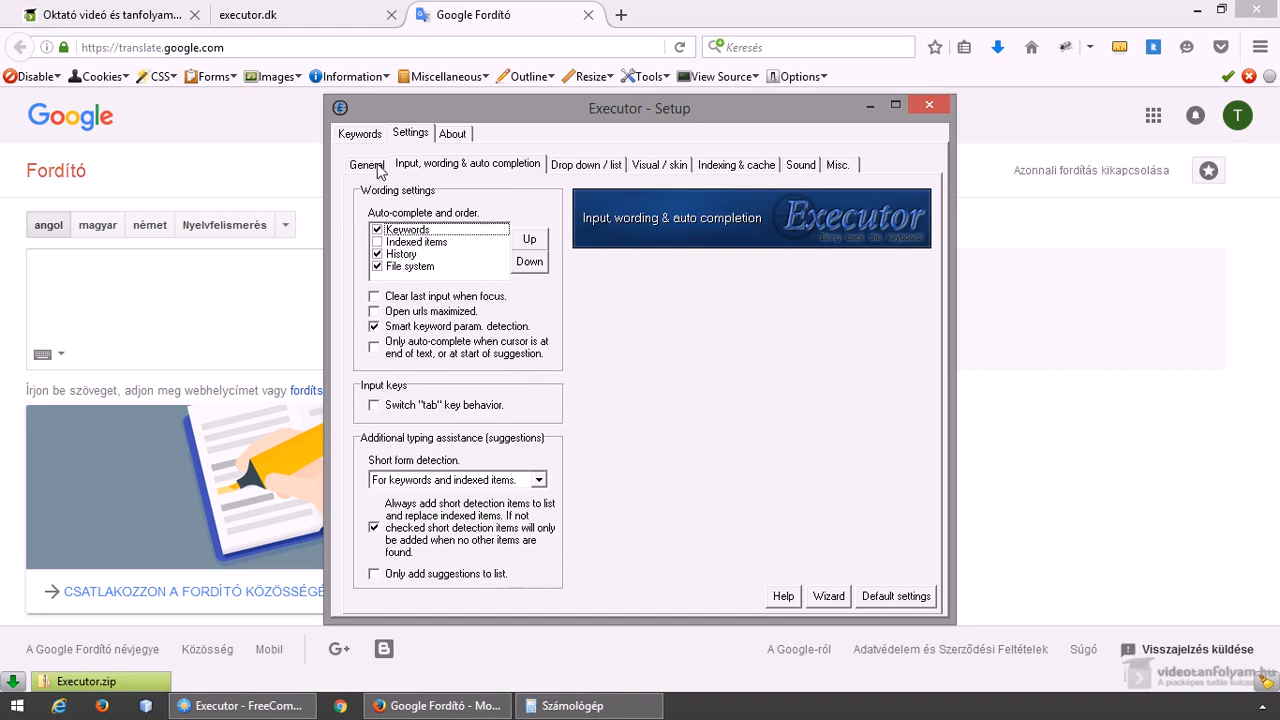 Oktató videó és tanfolyam...
executor.dk
Google Fordító
https://translate.google.com
Keresés
Disable
Cookies
CSS
Forms
Images
Information
Miscellaneous
Outline
Resize
Tools
View Source
Options
Google
T
Fordító
Azonnali fordítás kikapcsolása
angol
magyar
német
Nyelvfelismerés
Írjon be szöveget, adjon meg webhelycímet vagy fordíts
CSATLAKOZZON A FORDÍTÓ KÖZÖSSÉGE
Executor - Setup
Keywords
Settings
About
General
Input, wording & auto completion
Drop down / list
Visual / skin
Indexing & cache
Sound
Misc.
Wording settings
Auto-complete and order.
Keywords
Indexed items
History
File system
Up
Down
Clear last input when focus.
Open urls maximized.
Smart keyword param. detection.
Only auto-complete when cursor is at
end of text, or at start of suggestion.
Input keys
Switch "tab" key behavior.
Additional typing assistance (suggestions)
Short form detection.
For keywords and indexed items.
Always add short detection items to list
and replace indexed items. If not
checked short detection items will only
be added when no other items are
found.
Only add suggestions to list.
Input, wording & auto completion
Executor
Bring back the keyboard!
Help
Wizard
Default settings
A Google Fordító névjegye
Közösség
Mobil
G+
A Google-ról
Adatvédelem és Szerződési Feltételek
Súgó
Visszajelzés küldése
videotanfolyam.hu
A piacképes tudás kulcsa
Executor.zip
Executor - FreeCom...
Google Fordító - Mo...
Számológép